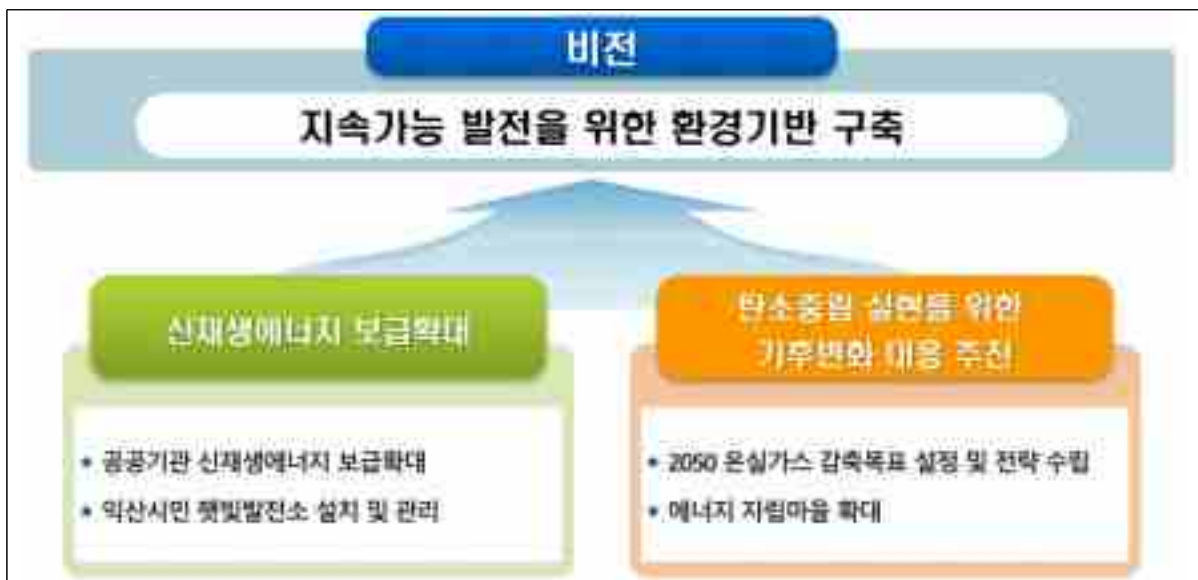 비전
지속가능 발전을 위한 환경기반 구축
신재생에너지 보급확대
• 공공기관 신재생에너지 보급확대
• 익산시민 햇빛발전소 설치 및 관리
탄소중립 실현을 위한
기후변화 대응 추진
• 2050 온실가스 감축목표 설정 및 전략 수립
• 에너지 자립마을 확대